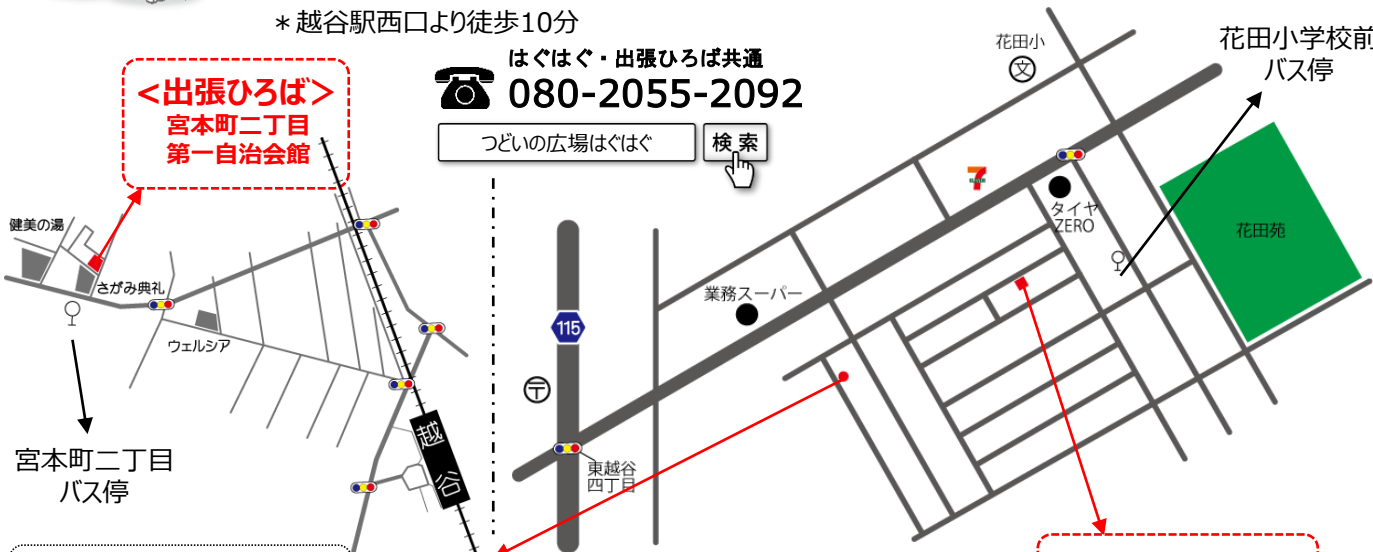 ＊越谷駅西口より徒歩10分
はぐはぐ・出張ひろば共通
080-2055-2092
つどいの広場はぐはぐ
検索
＜出張ひろば＞
宮本町二丁目
第一自治会館
健美の湯
さがみ典礼
ウェルシア
宮本町二丁目
バス停
越谷
115
〒
東越谷
四丁目
業務スーパー
花田小
文
7
タイヤ
ZERO
花田小学校前
バス停
花田苑